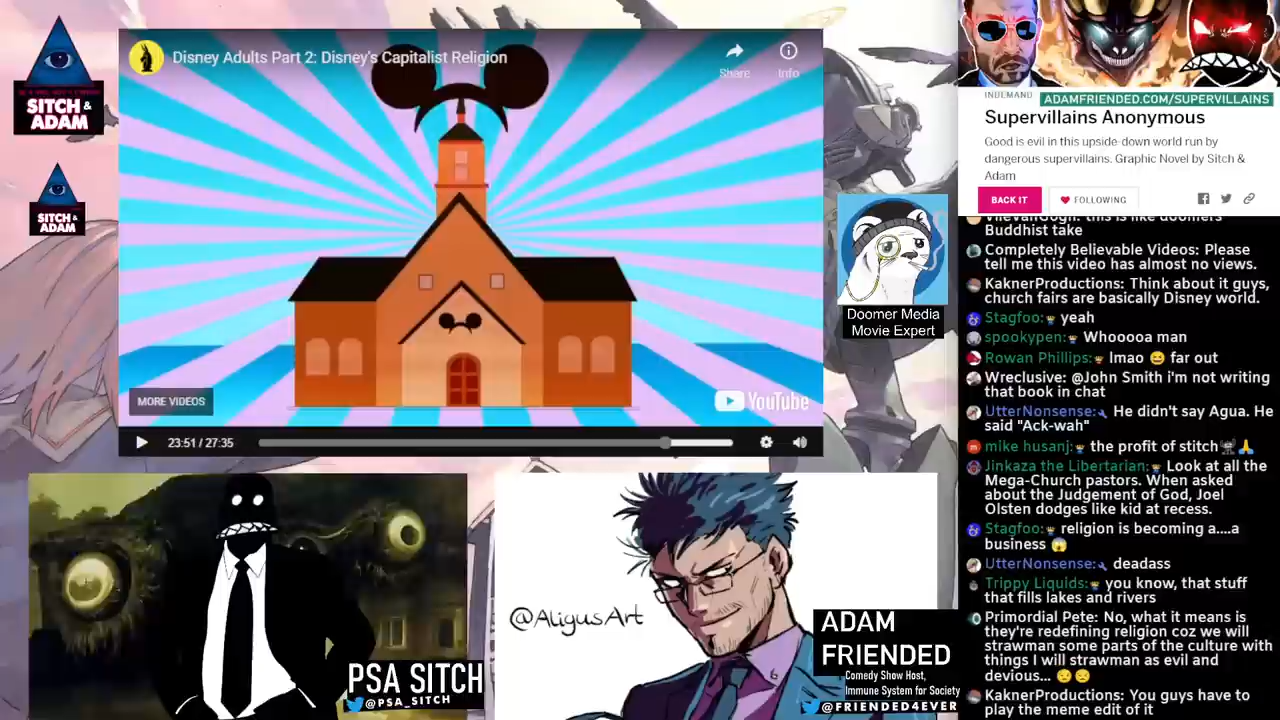 SITCH &
ADAM
SITCH &
ADAM
Disney Adults Part 2: Disney's Capitalist Religion
Share
Info
MORE VIDEOS
YouTube
23:51 / 27:35
Doomer Media
Movie Expert
PSA SITCH
@PSA_SITCH
@AligusArt
ADAM
FRIENDED
Comedy Show Host,
Immune System for Society
@FRIENDED4EVER
INDEMAND
ADAMFRIENDED.COM/SUPERVILLAINS
Supervillains Anonymous
Good is evil in this upside-down world run by
dangerous supervillains. Graphic Novel by Sitch &
Adam
BACK IT
FOLLOWING
VileVanGogh: this is like doomers
Buddhist take
Completely Believable Videos: Please
tell me this video has almost no views.
KaknerProductions: Think about it guys,
church fairs are basically Disney world.
Stagfoo: yeah
spookypen: Whooooa man
Rowan Phillips: lmao 😄 far out
Wreclusive: @John Smith i'm not writing
that book in chat
UtterNonsense: He didn't say Agua. He
said "Ack-wah"
mike husanj: the profit of stitch 🙏
Jinkaza the Libertarian: Look at all the
Mega-Church pastors. When asked
about the Judgement of God, Joel
Olsten dodges like kid at recess.
Stagfoo: religion is becoming a....a
business 😱
UtterNonsense: deadass
Trippy Liquids: you know, that stuff
that fills lakes and rivers
Primordial Pete: No, what it means is
they're redefining religion coz we will
strawman some parts of the culture with
things I will strawman as evil and
devious... 😒😒
KaknerProductions: You guys have to
play the meme edit of it